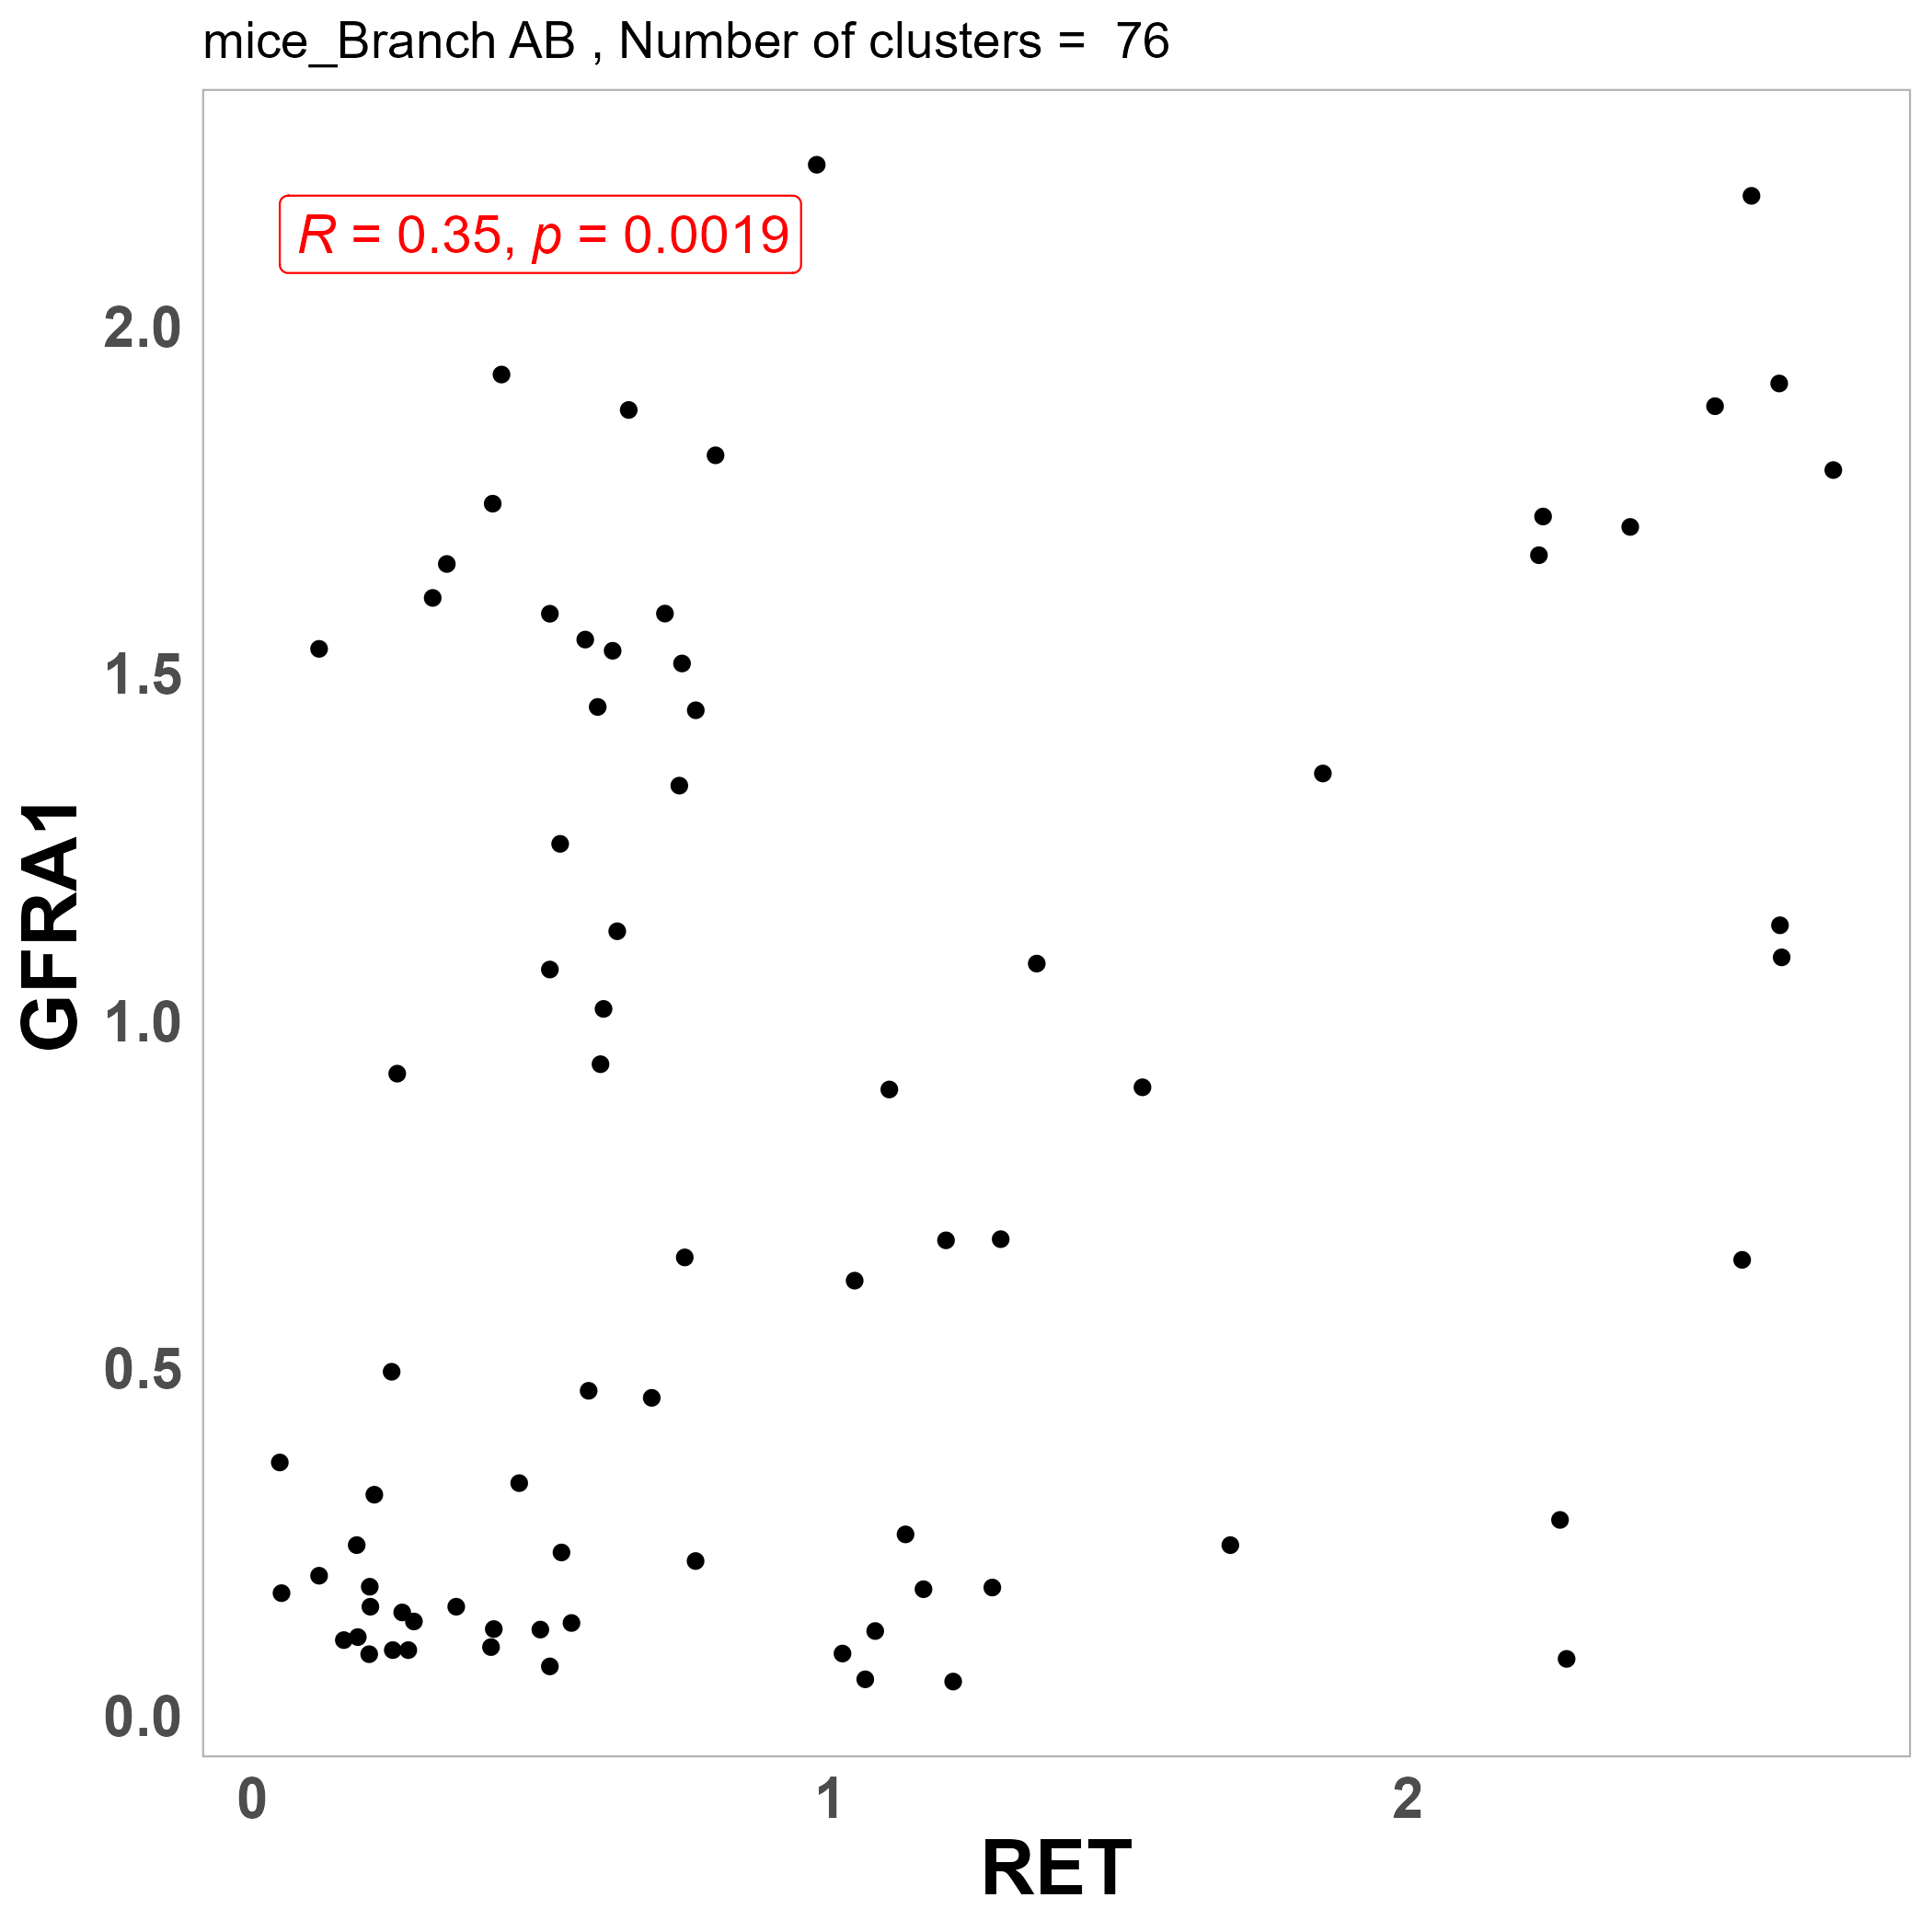 mice_Branch AB , Number of clusters =  76
R = 0.35, p = 0.0019
2.0
1.5
1.0
0.5
0.0
GFRA1
0 1 2
RET